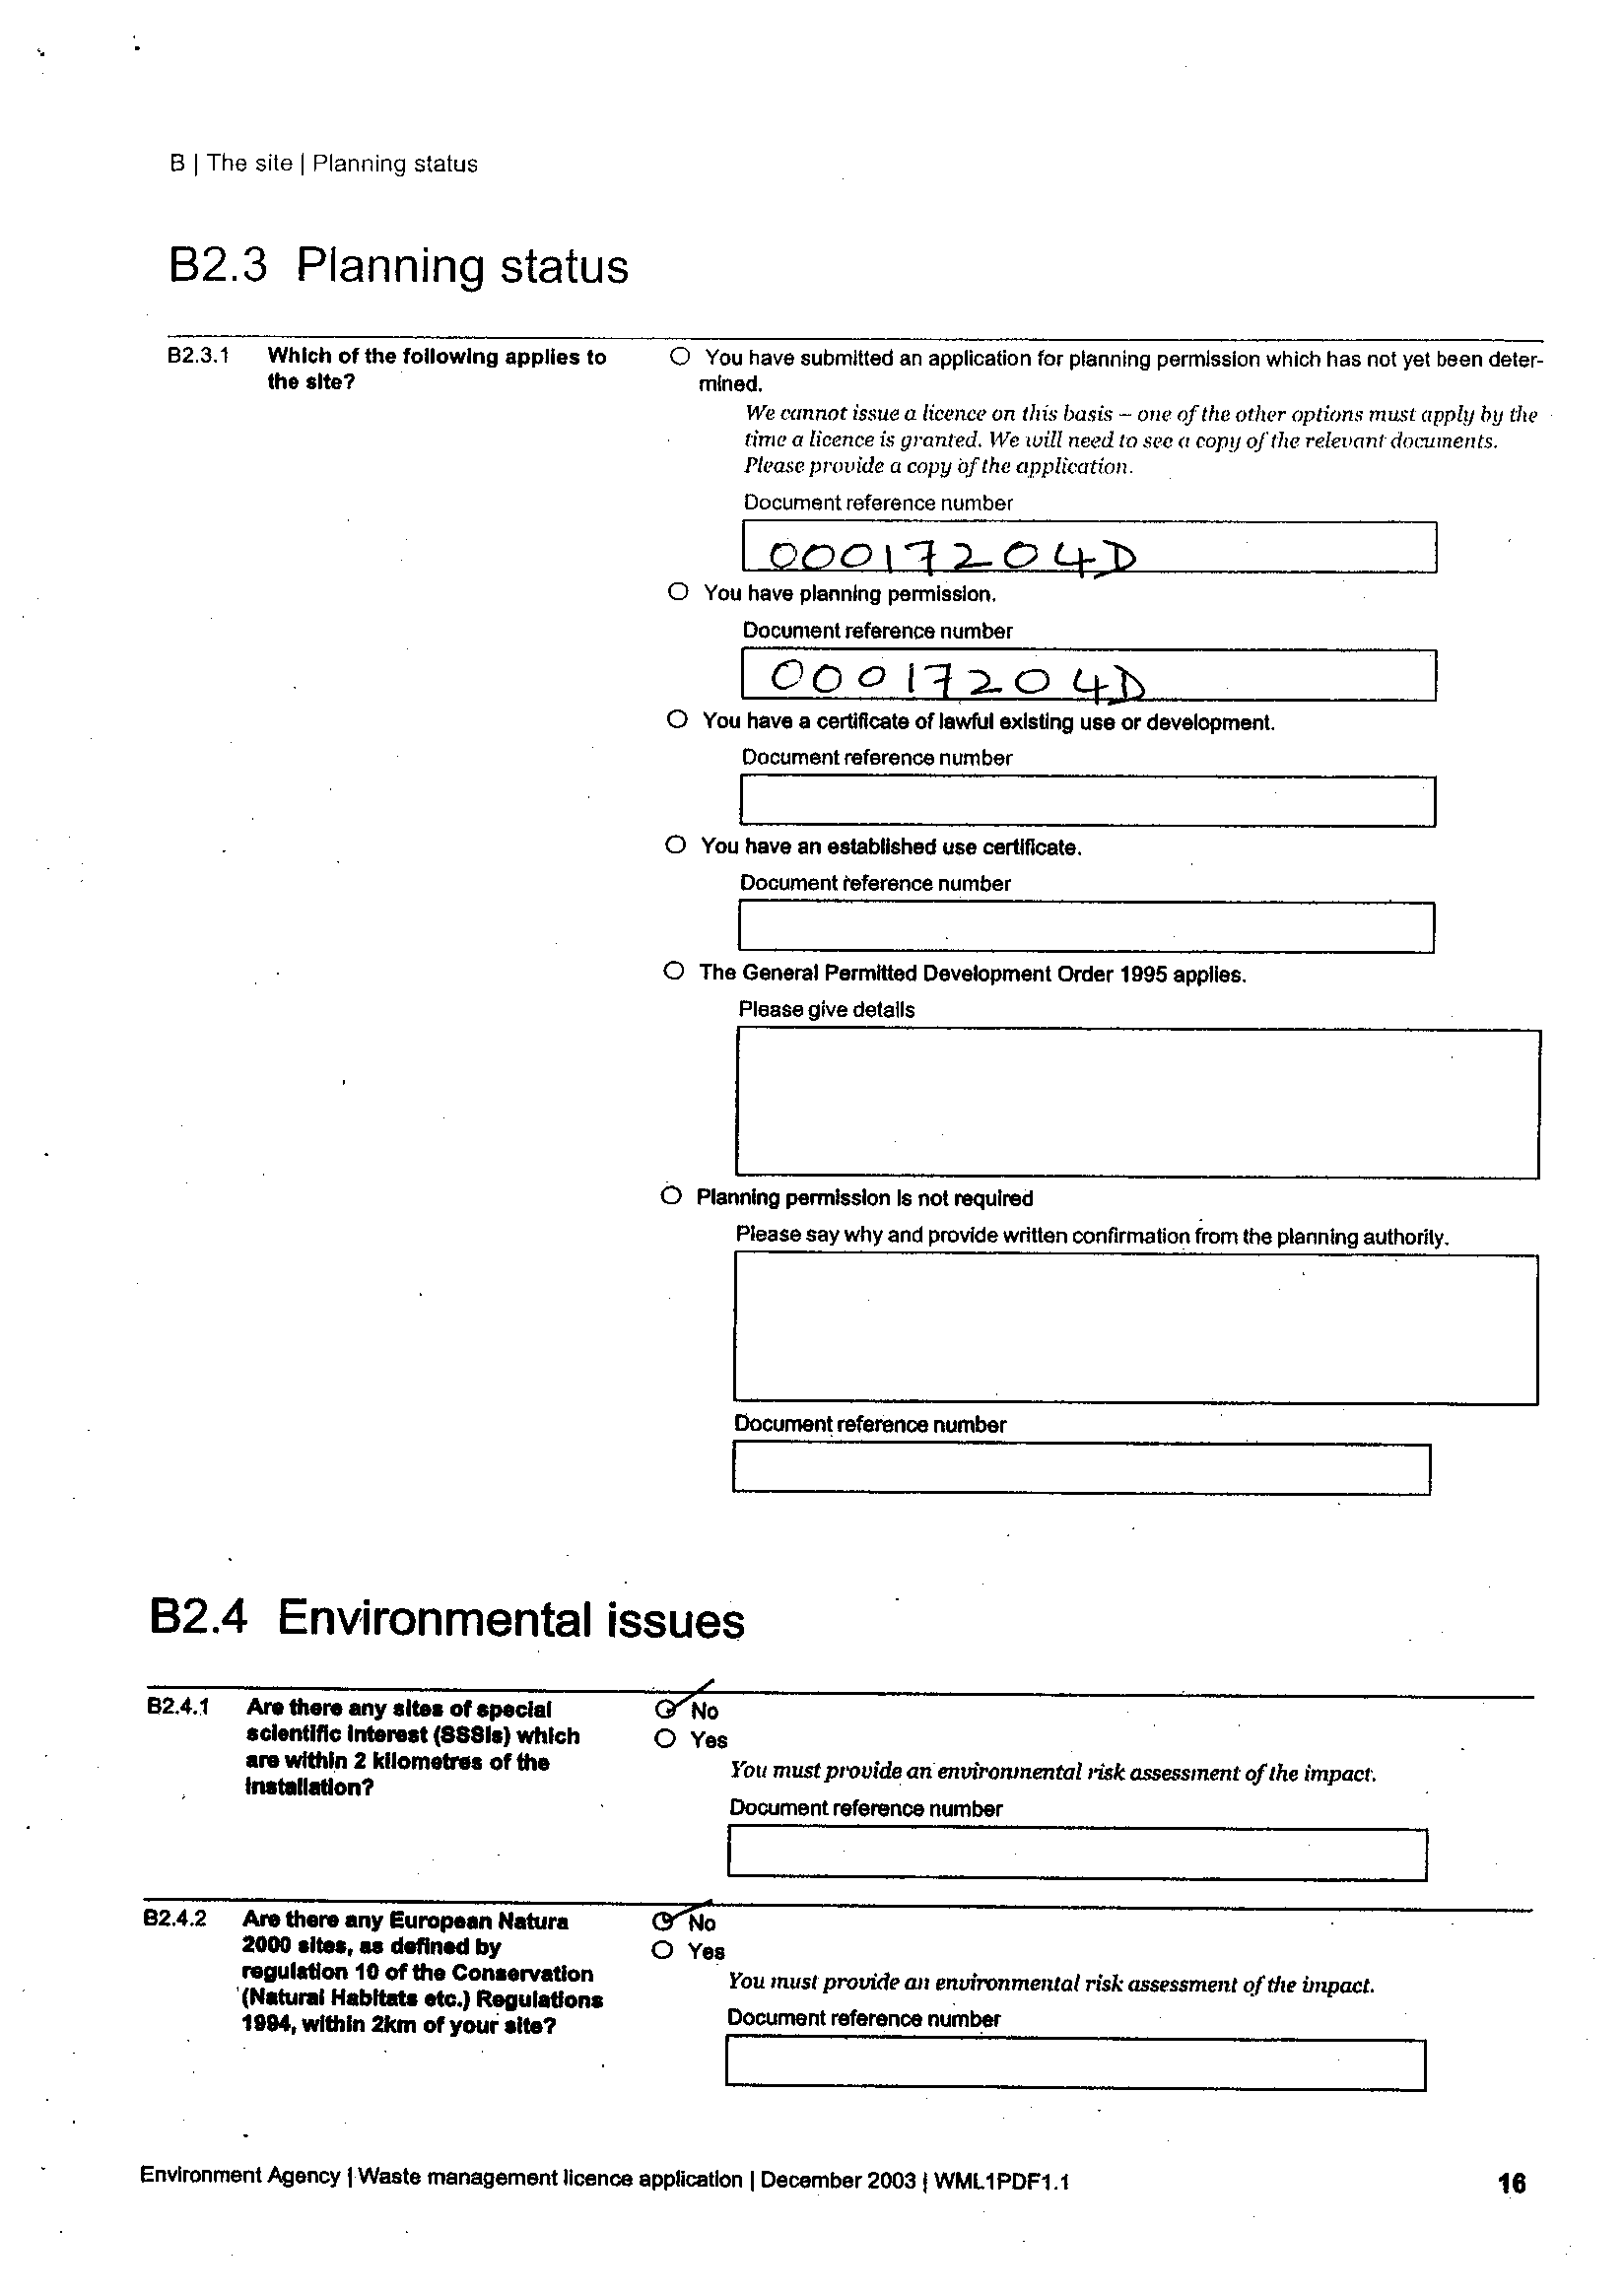 B | The site | Planning status
B2.3 Planning status
B2.3.1 Which of the following applies to the site?
You have submitted an application for planning permission which has not yet been deter-
mined.
We cannot issue a licence on this basis – one of the other options must apply by the
time a licence is granted. We will need to see a copy of the relevant documents.
Please provide a copy of the application.
Document reference number
00017204D
You have planning permission.
Document reference number
00017204D
You have a certificate of lawful existing use or development.
Document reference number
You have an established use certificate.
Document reference number
The General Permitted Development Order 1995 applies.
Please give details
Planning permission is not required
Please say why and provide written confirmation from the planning authority.
Document reference number
B2.4 Environmental issues
B2.4.1 Are there any sites of special
scientific interest (SSSIs) which
are within 2 kilometres of the
installation?
No
Yes
You must provide an environmental risk assessment of the impact.
Document reference number
B2.4.2 Are there any European Natura
2000 sites, as defined by
regulation 10 of the Conservation
(Natural Habitats etc.) Regulations
1994, within 2km of your site?
No
Yes
You must provide an environmental risk assessment of the impact.
Document reference number
Environment Agency | Waste management licence application | December 2003 | WML1PDF1.1
16